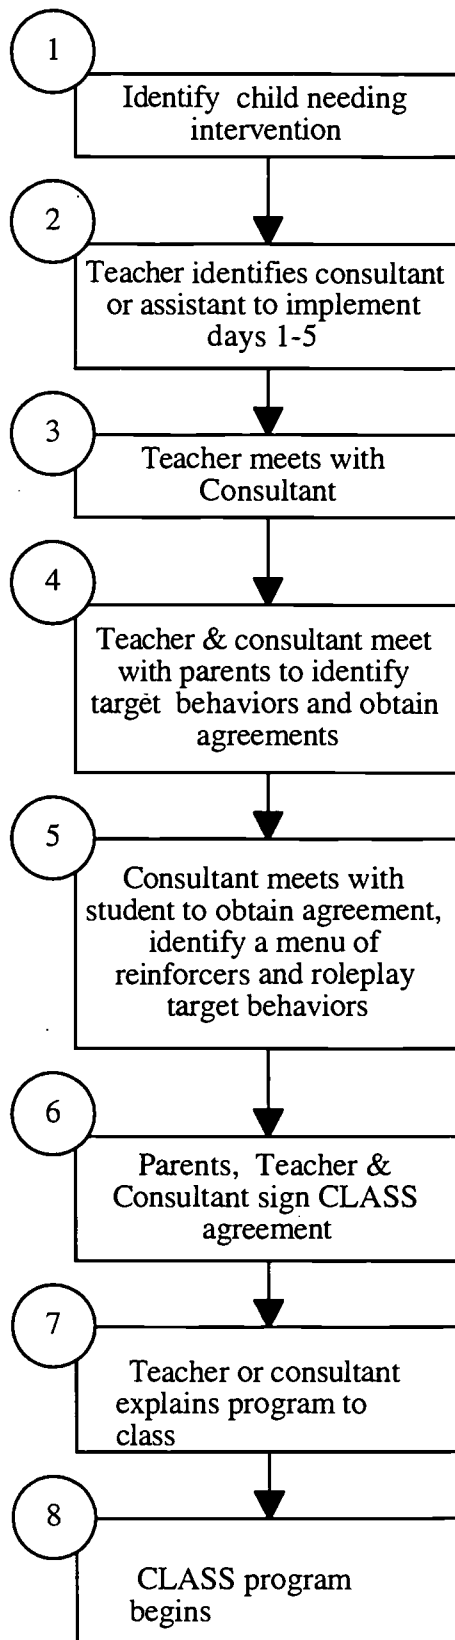 1
Identify child needing
intervention
2
Teacher identifies consultant
or assistant to implement
days 1-5
3
Teacher meets with
Consultant
4
Teacher & consultant meet
with parents to identify
target behaviors and obtain
agreements
5
Consultant meets with
student to obtain agreement,
identify a menu of
reinforcers and roleplay
target behaviors
6
Parents, Teacher &
Consultant sign CLASS
agreement
7
Teacher or consultant
explains program to
class
8
CLASS program
begins